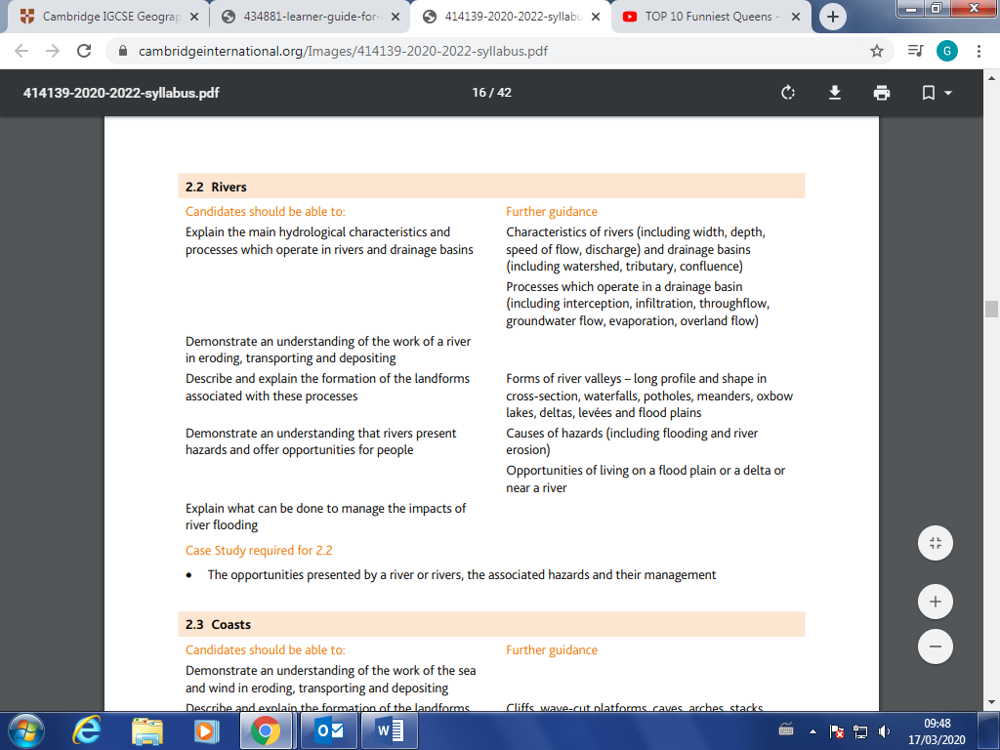 Cambridge IGCSE Geograp
434881-learner-guide-for-
414139-2020-2022-syllabu
TOP 10 Funniest Queens -
cambridgeinternational.org/Images/414139-2020-2022-syllabus.pdf
G
414139-2020-2022-syllabus.pdf
16 / 42
2.2 Rivers
Candidates should be able to:
Further guidance
Explain the main hydrological characteristics and
processes which operate in rivers and drainage basins
Characteristics of rivers (including width, depth,
speed of flow, discharge) and drainage basins
(including watershed, tributary, confluence)
Processes which operate in a drainage basin
(including interception, infiltration, throughflow,
groundwater flow, evaporation, overland flow)
Demonstrate an understanding of the work of a river
in eroding, transporting and depositing
Describe and explain the formation of the landforms
associated with these processes
Forms of river valleys – long profile and shape in
cross-section, waterfalls, potholes, meanders, oxbow
lakes, deltas, levées and flood plains
Demonstrate an understanding that rivers present
hazards and offer opportunities for people
Causes of hazards (including flooding and river
erosion)
Opportunities of living on a flood plain or a delta or
near a river
Explain what can be done to manage the impacts of
river flooding
Case Study required for 2.2
• The opportunities presented by a river or rivers, the associated hazards and their management
2.3 Coasts
Candidates should be able to:
Further guidance
Demonstrate an understanding of the work of the sea
and wind in eroding, transporting and depositing
Describe and explain the formation of the landforms
Cliffs, wave-cut platforms, caves, arches, stacks,
09:48
17/03/2020